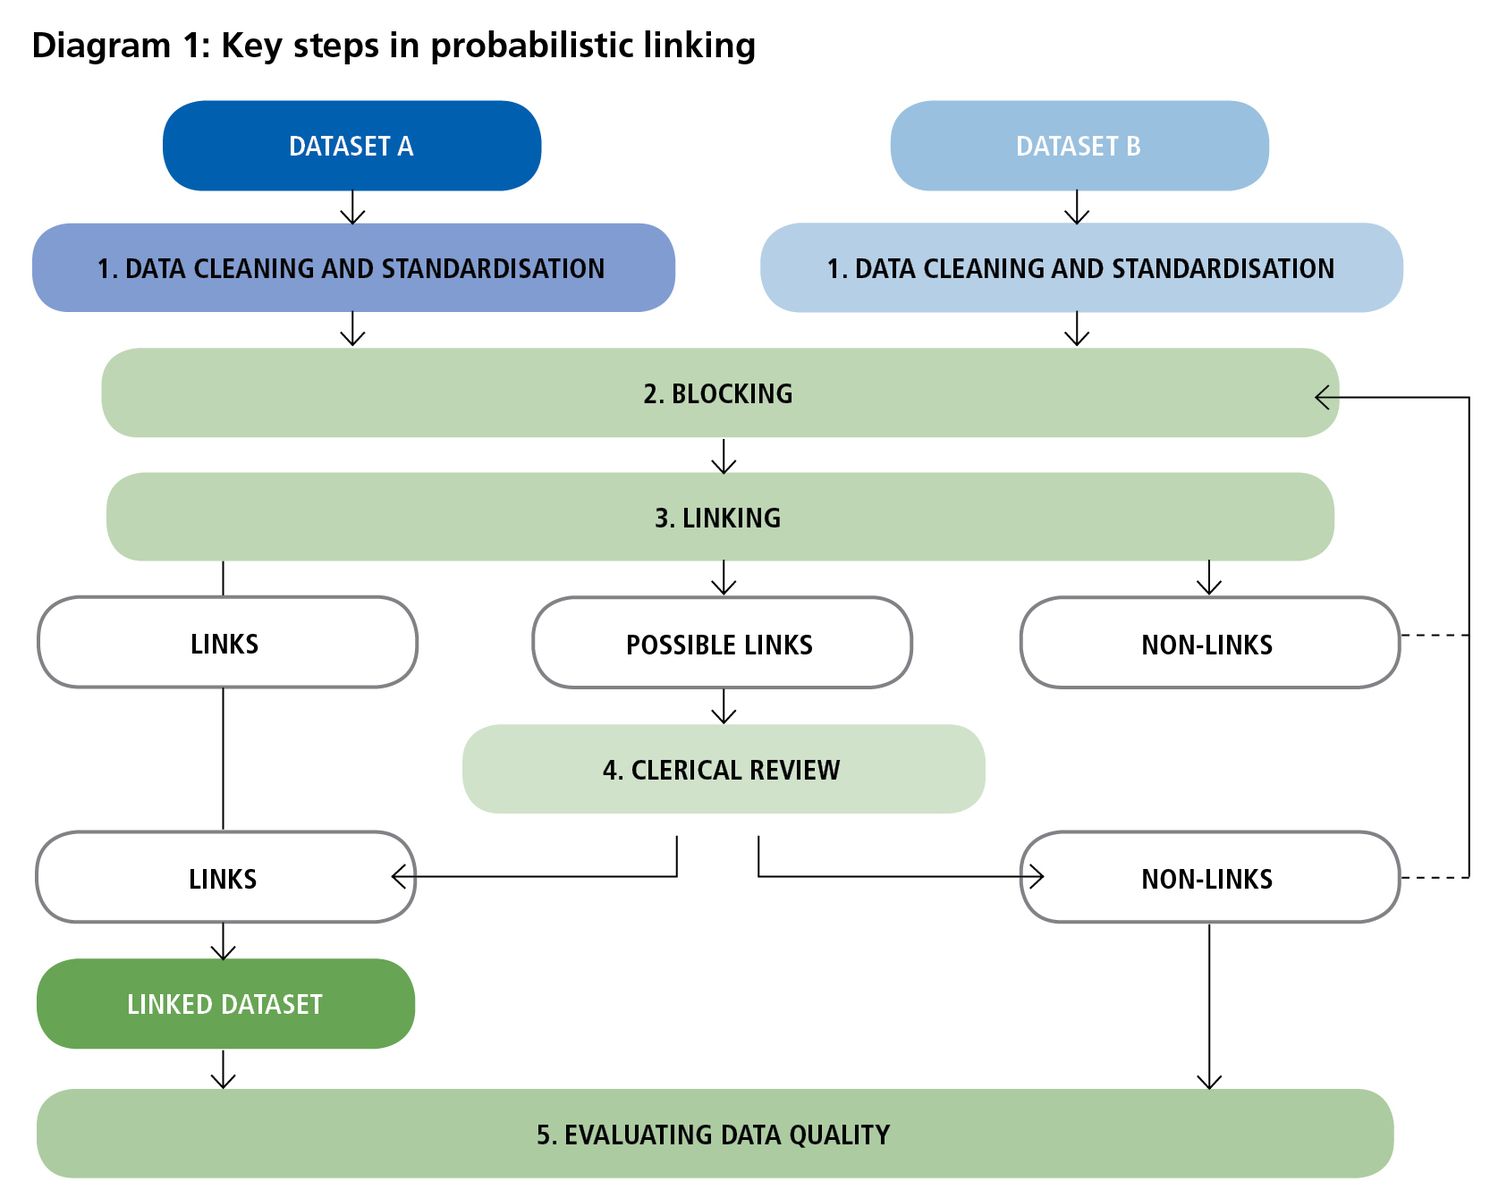 Diagram 1: Key steps in probabilistic linking
DATASET A
DATASET B
1. DATA CLEANING AND STANDARDISATION
1. DATA CLEANING AND STANDARDISATION
2. BLOCKING
3. LINKING
LINKS
POSSIBLE LINKS
NON-LINKS
4. CLERICAL REVIEW
LINKS
NON-LINKS
LINKED DATASET
5. EVALUATING DATA QUALITY